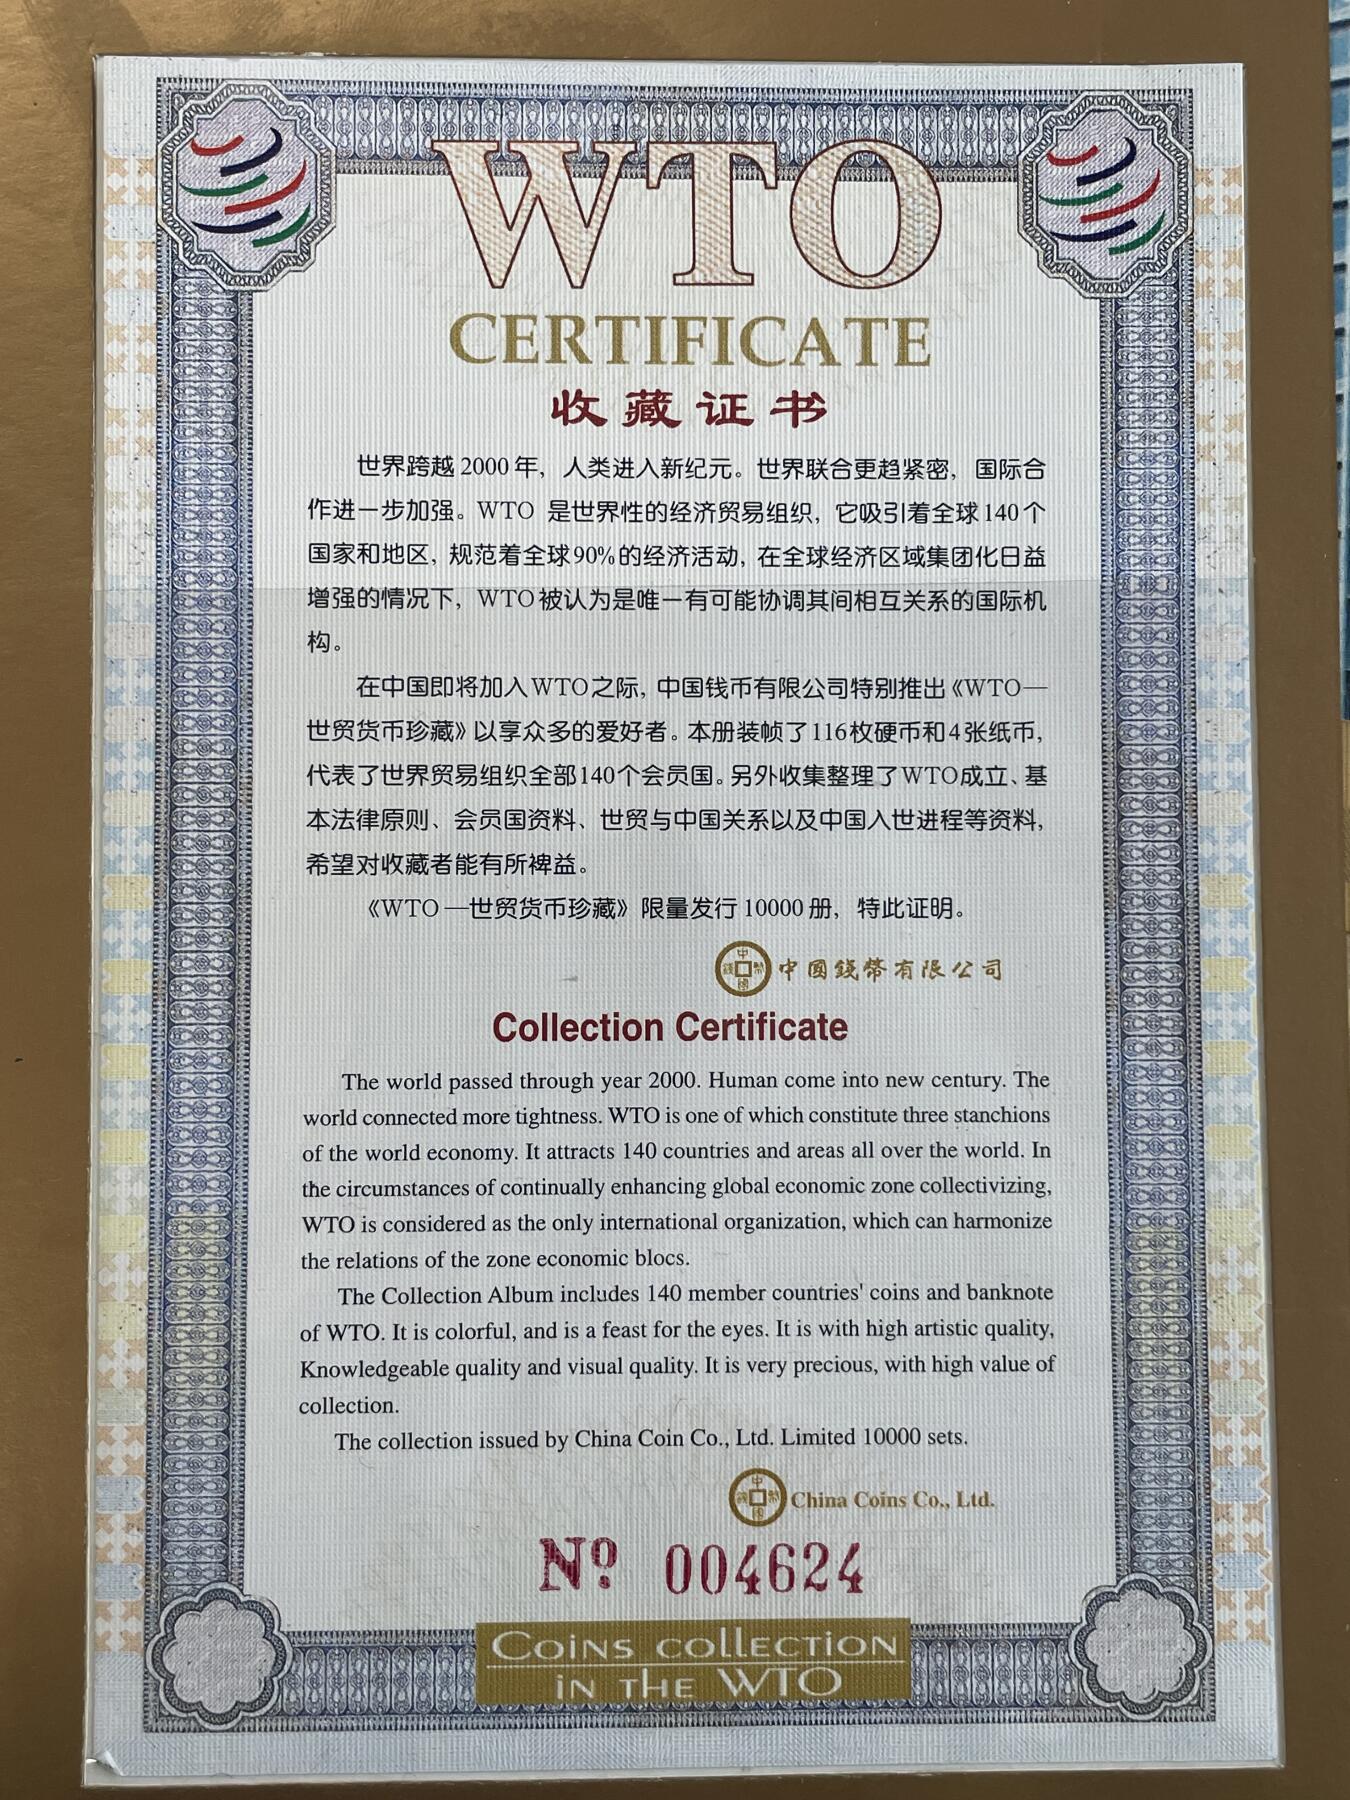 WTO
CERTIFICATE
收藏证书
世界跨越2000年，人类进入新纪元。世界联合更趋紧密，国际合
作进一步加强。WTO 是世界性的经济贸易组织，它吸引着全球140个
国家和地区，规范着全球90%的经济活动，在全球经济区域集团化日益
增强的情况下，WTO被认为是唯一有可能协调其间相互关系的国际机
构。
在中国即将加入WTO之际，中国钱币有限公司特别推出《WTO—
世贸货币珍藏》以享众多的爱好者。本册装帧了116枚硬币和4张纸币，
代表了世界贸易组织全部140个会员国。另外收集整理了WTO成立、基
本法律原则、会员国资料、世贸与中国关系以及中国入世进程等资料，
希望对收藏者能有所裨益。
《WTO—世贸货币珍藏》限量发行10000册，特此证明。
中國錢幣 中國錢幣有限公司
Collection Certificate
The world passed through year 2000. Human come into new century. The
world connected more tightness. WTO is one of which constitute three stanchions
of the world economy. It attracts 140 countries and areas all over the world. In
the circumstances of continually enhancing global economic zone collectivizing,
WTO is considered as the only international organization, which can harmonize
the relations of the zone economic blocs.
The Collection Album includes 140 member countries' coins and banknote
of WTO. It is colorful, and is a feast for the eyes. It is with high artistic quality,
Knowledgeable quality and visual quality. It is very precious, with high value of
collection.
The collection issued by China Coin Co., Ltd. Limited 10000 sets.
中國錢幣 China Coins Co., Ltd.
Nº 004624
COINS COLLECTION
IN THE WTO